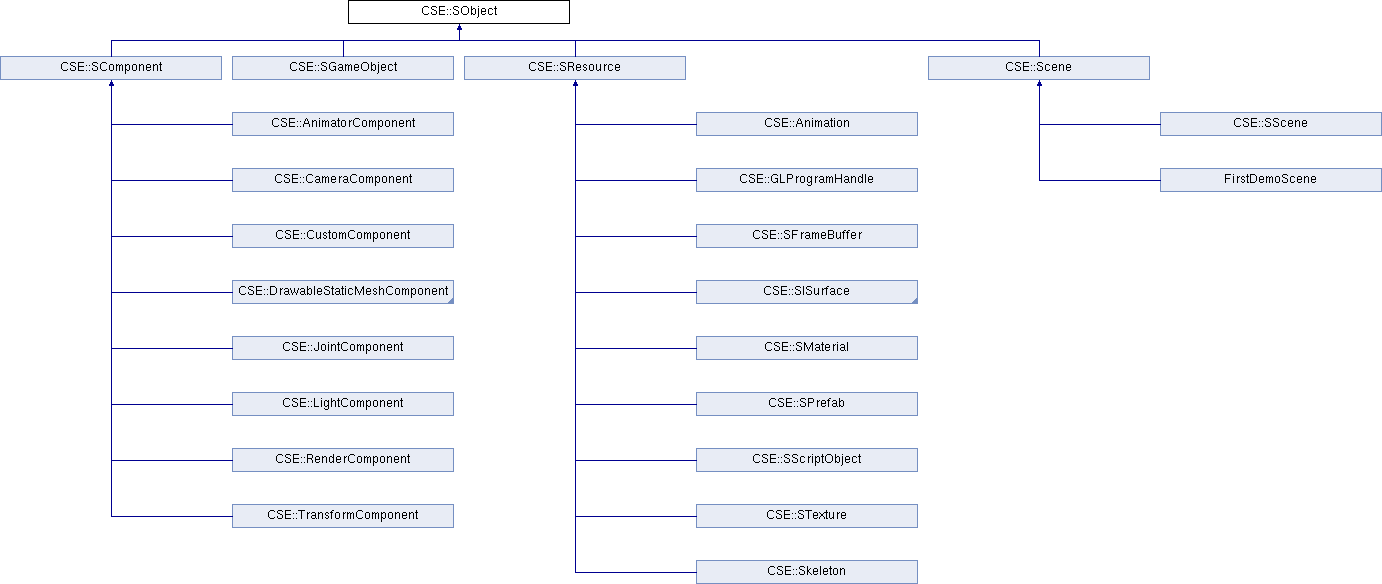 CSE::SObject
CSE::SComponent
CSE::SGameObject
CSE::SResource
CSE::Scene
CSE::AnimatorComponent
CSE::Animation
CSE::SScene
CSE::CameraComponent
CSE::GLProgramHandle
FirstDemoScene
CSE::CustomComponent
CSE::SFrameBuffer
CSE::DrawableStaticMeshComponent
CSE::SISurface
CSE::JointComponent
CSE::SMaterial
CSE::LightComponent
CSE::SPrefab
CSE::RenderComponent
CSE::SScriptObject
CSE::TransformComponent
CSE::STexture
CSE::Skeleton